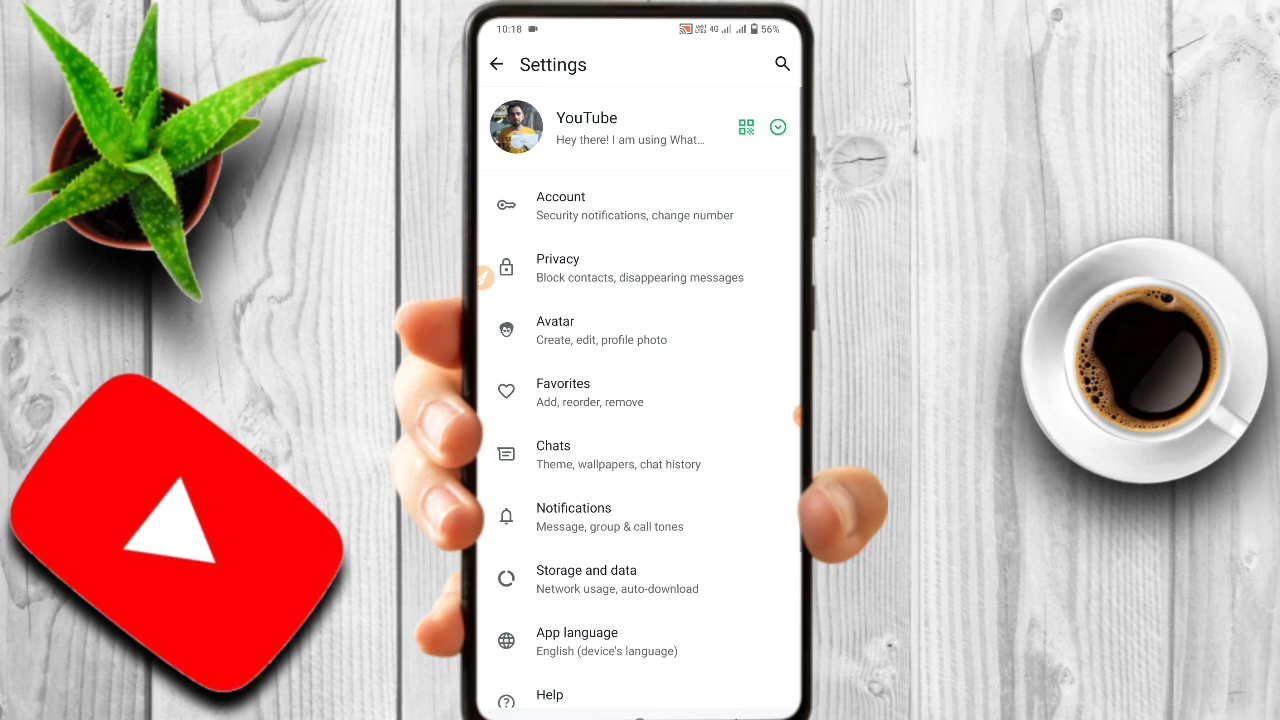 10:18 4G 56%
Settings
YouTube
Hey there! I am using What...
Account
Security notifications, change number
Privacy
Block contacts, disappearing messages
Avatar
Create, edit, profile photo
Favorites
Add, reorder, remove
Chats
Theme, wallpapers, chat history
Notifications
Message, group & call tones
Storage and data
Network usage, auto-download
App language
English (device's language)
Help